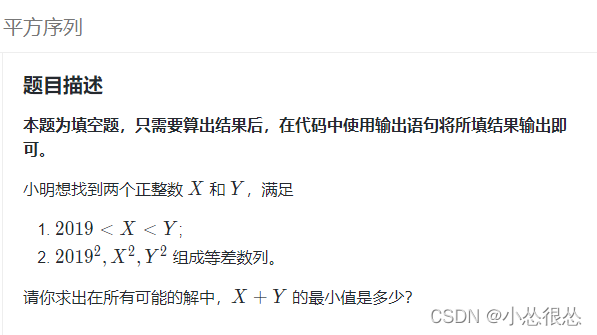 平方序列
题目描述
本题为填空题，只需要算出结果后，在代码中使用输出语句将所填结果输出即
可。
小明想找到两个正整数 X 和 Y，满足
1. 2019 < X < Y;
2. 2019², X², Y² 组成等差数列。
请你求出在所有可能的解中，X + Y 的最小值是多少?
CSDN @小怂很怂